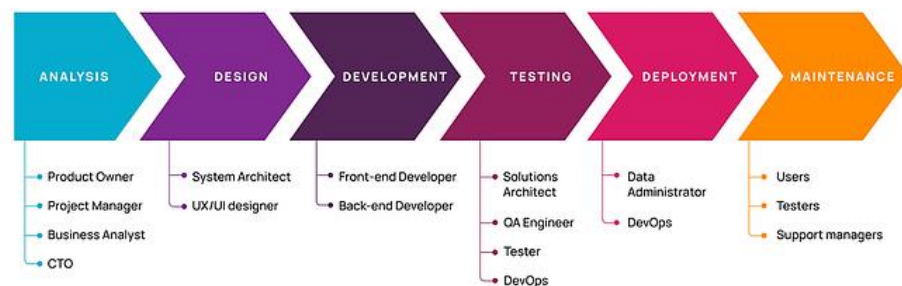 ANALYSIS
DESIGN
DEVELOPMENT
TESTING
DEPLOYMENT
MAINTENANCE
Product Owner
Project Manager
Business Analyst
CTO
System Architect
UX/UI designer
Front-end Developer
Back-end Developer
Solutions
Architect
QA Engineer
Tester
DevOps
Data
Administrator
DevOps
Users
Testers
Support managers